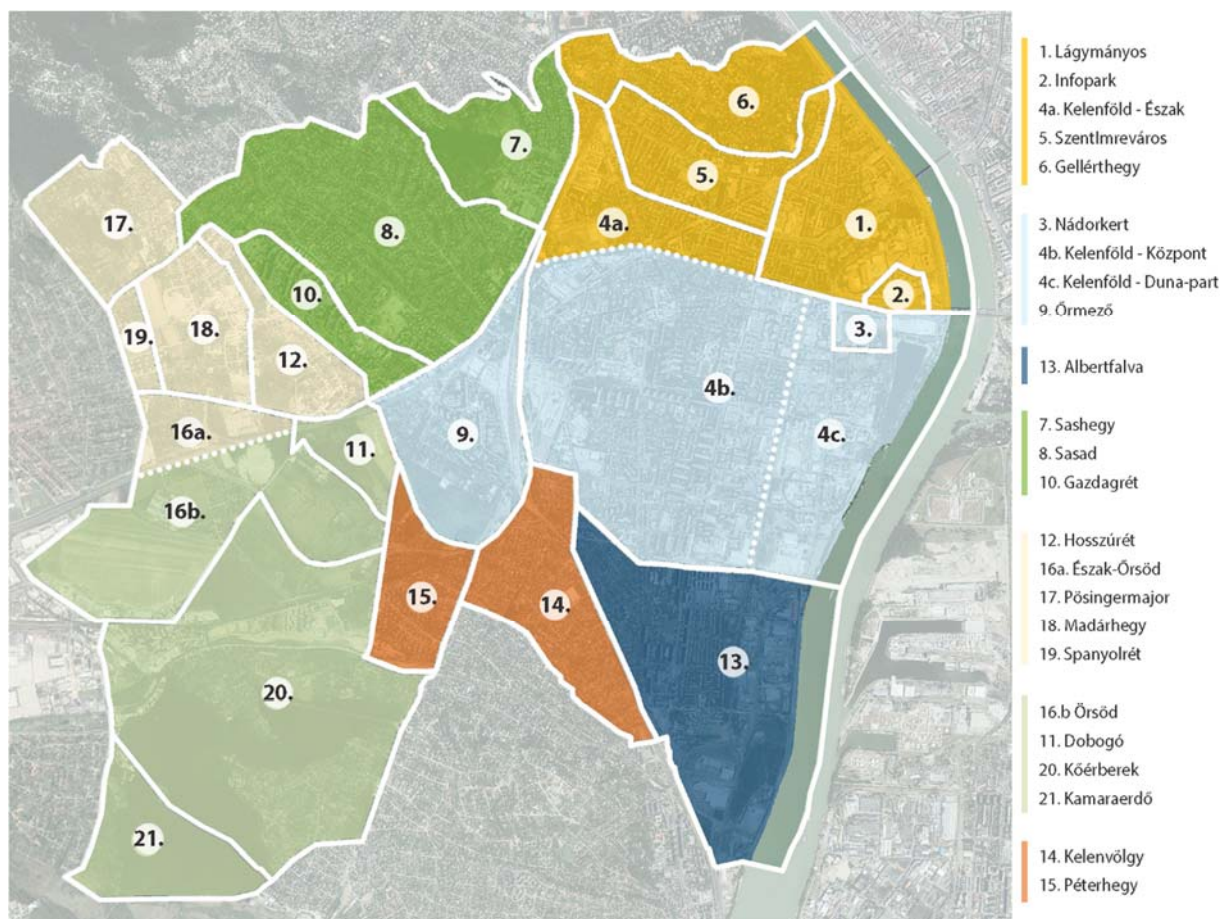 6.
7.
5.
17.
4a.
8.
1.
10.
2.
18.
19.
3.
12.
4b.
16a.
9.
4c.
11.
16b.
15.
14.
13.
20.
21.
1. Lágymányos
2. Infopark
4a. Kelenföld - Észak
5. SzentImreváros
6. Gellérthegy
3. Nádorkert
4b. Kelenföld - Központ
4c. Kelenföld - Duna-part
9. Őrmező
13. Albertfalva
7. Sashegy
8. Sasad
10. Gazdagrét
12. Hosszúrét
16a. Észak-Őrsöd
17. Pösingermajor
18. Madárhegy
19. Spanyolrét
16.b Őrsöd
11. Dobogó
20. Kőérberek
21. Kamaraerdő
14. Kelenvölgy
15. Péterhegy